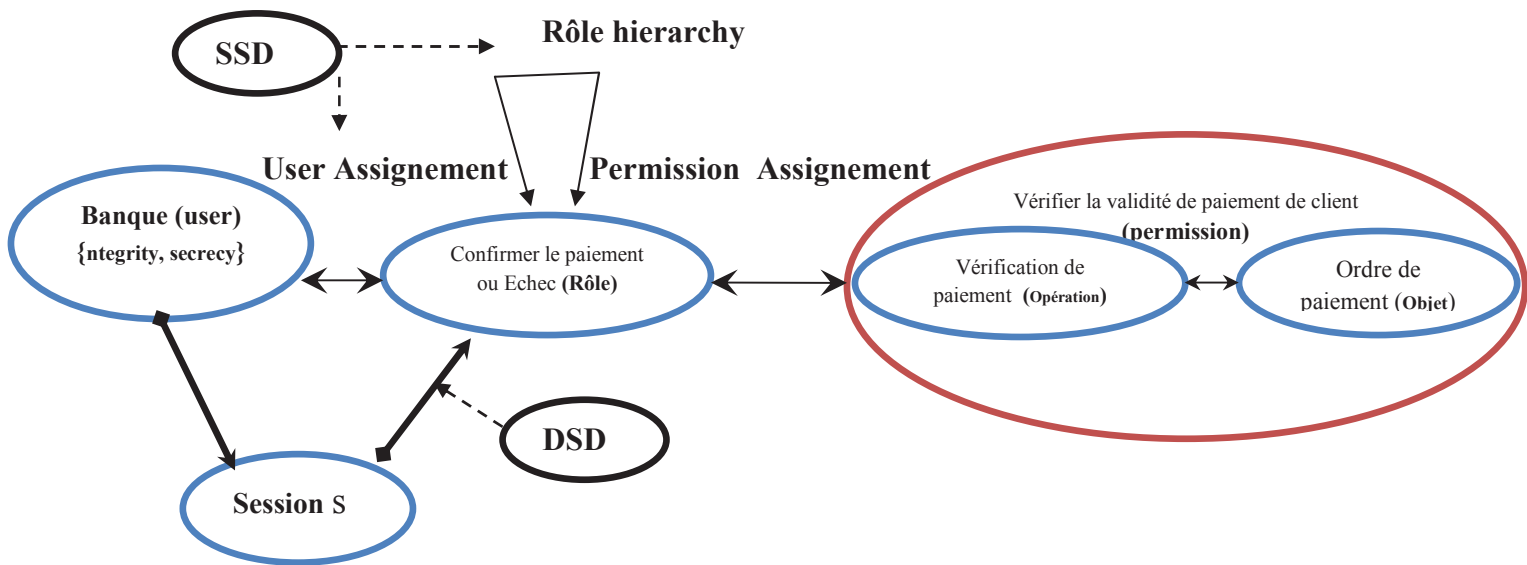 SSD
Rôle hierarchy
User Assignement
Permission Assignement
Banque (user)
{ntegrity, secrecy}
Confirmer le paiement
ou Echec (Rôle)
Vérifier la validité de paiement de client
(permission)
Vérification de
paiement (Opération)
Ordre de
paiement (Objet)
DSD
Session S